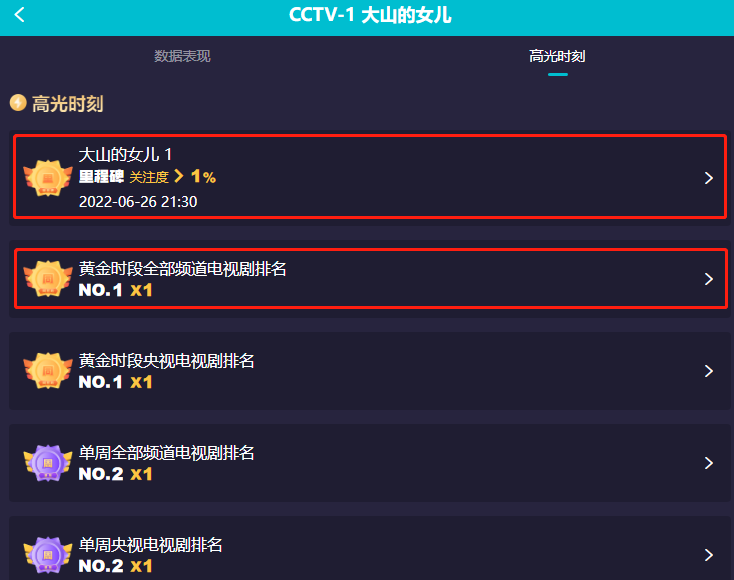 CCTV-1 大山的女儿
数据表现
高光时刻
高光时刻
大山的女儿 1
里程碑 关注度 > 1%
2022-06-26 21:30
黄金时段全部频道电视剧排名
NO.1 x1
黄金时段央视电视剧排名
NO.1 x1
周
单周全部频道电视剧排名
NO.2 x1
周
单周央视电视剧排名
NO.2 x1